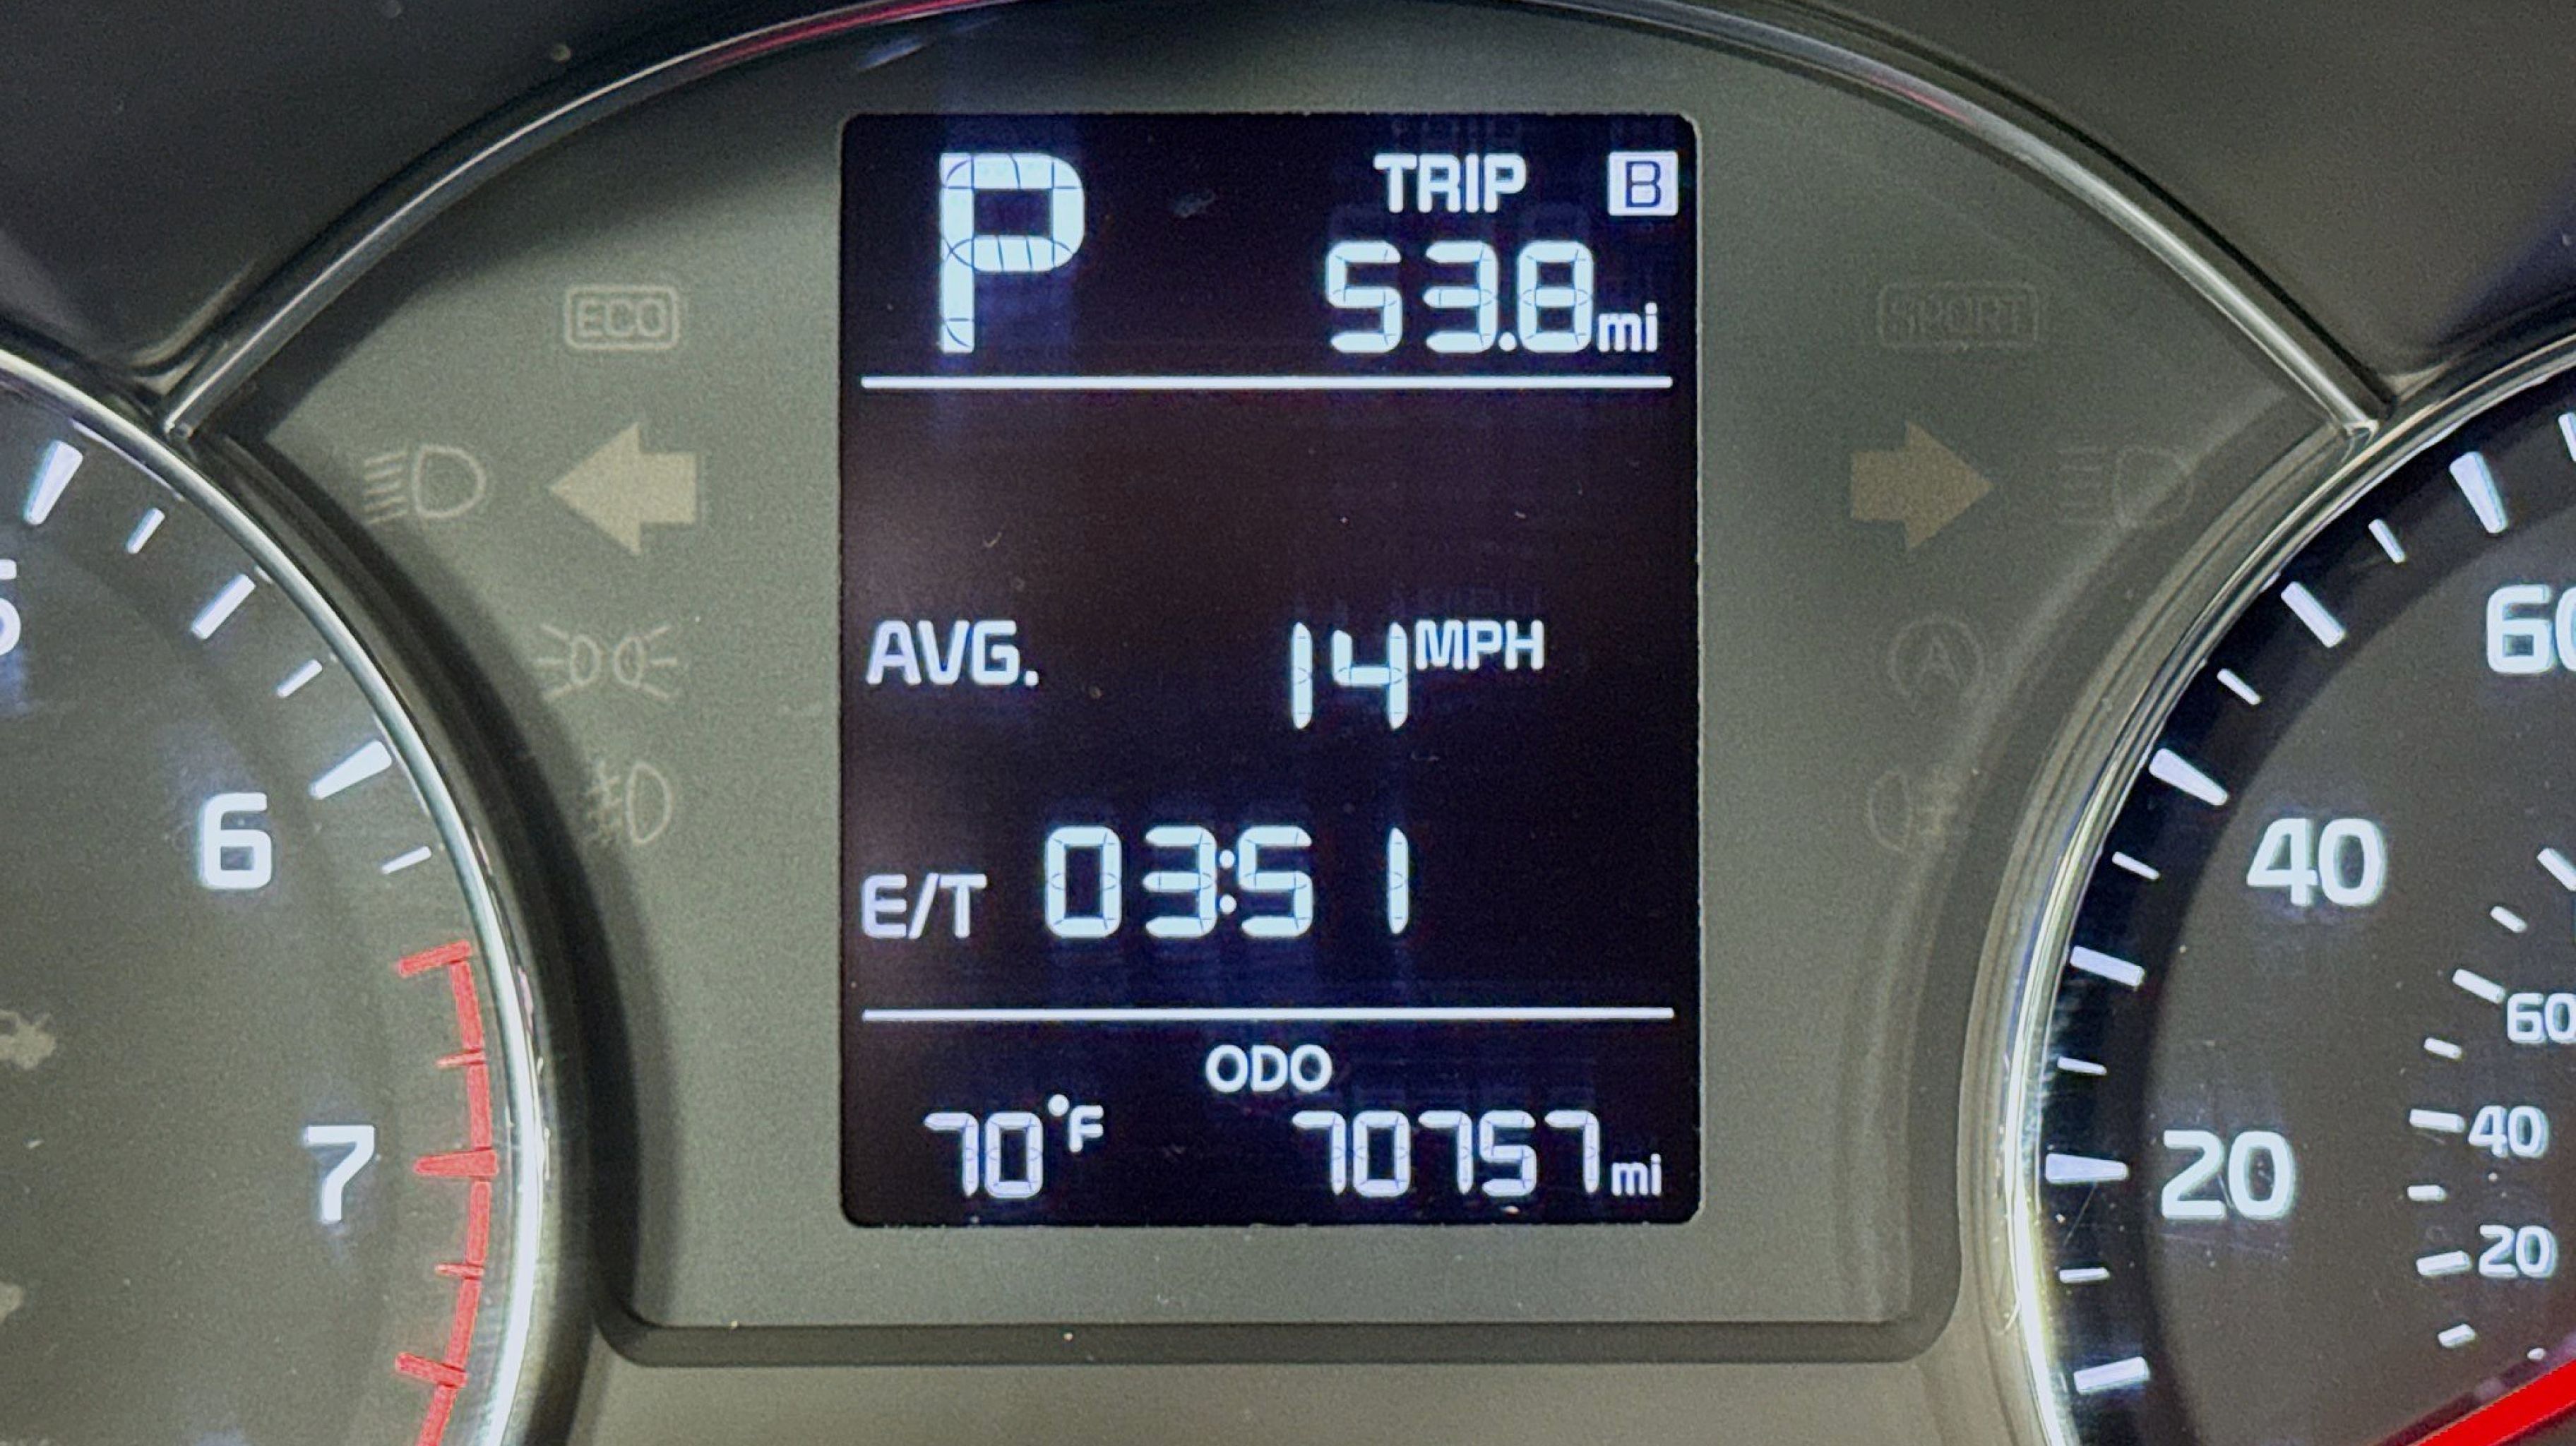 P
TRIP B
53.8mi
ECO
SPORT
AVG. 14MPH
A
E/T 03:51
ODO
70°F 70757mi
6
7
60
40
20
60
40
20